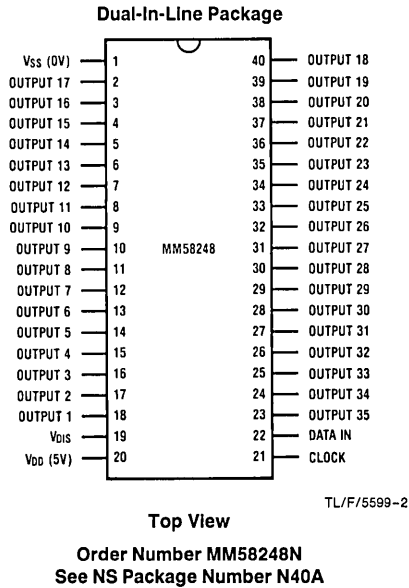 Dual-In-Line Package
VSS (0V) 1 40 OUTPUT 18
OUTPUT 17 2 39 OUTPUT 19
OUTPUT 16 3 38 OUTPUT 20
OUTPUT 15 4 37 OUTPUT 21
OUTPUT 14 5 36 OUTPUT 22
OUTPUT 13 6 35 OUTPUT 23
OUTPUT 12 7 34 OUTPUT 24
OUTPUT 11 8 33 OUTPUT 25
OUTPUT 10 9 32 OUTPUT 26
OUTPUT 9 10 MM58248 31 OUTPUT 27
OUTPUT 8 11 30 OUTPUT 28
OUTPUT 7 12 29 OUTPUT 29
OUTPUT 6 13 28 OUTPUT 30
OUTPUT 5 14 27 OUTPUT 31
OUTPUT 4 15 26 OUTPUT 32
OUTPUT 3 16 25 OUTPUT 33
OUTPUT 2 17 24 OUTPUT 34
OUTPUT 1 18 23 OUTPUT 35
VDIS 19 22 DATA IN
VDD (5V) 20 21 CLOCK
TL/F/5599-2
Top View
Order Number MM58248N
See NS Package Number N40A